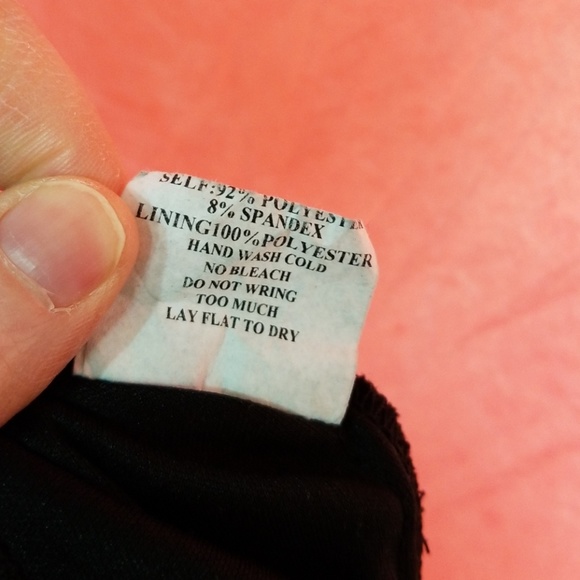 SELF:92% POLYESTER
8% SPANDEX
LINING100%POLYESTER
HAND WASH COLD
NO BLEACH
DO NOT WRING
TOO MUCH
LAY FLAT TO DRY